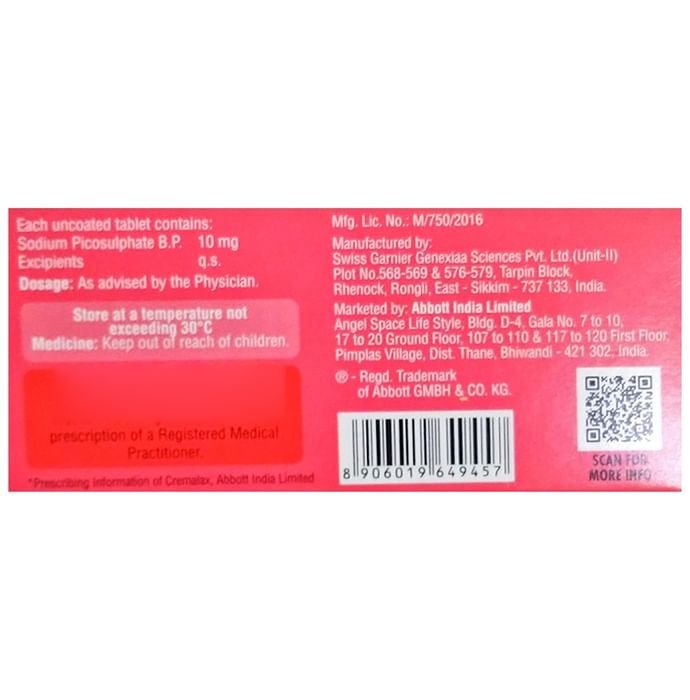 Each uncoated tablet contains:
Sodium Picosulphate B.P. 10 mg
Excipients q.s.
Dosage: As advised by the Physician.
Store at a temperature not
exceeding 30°C
Medicine: Keep out of reach of children.
prescription of a Registered Medical
Practitioner.
*Prescribing Information of Cremalax, Abbott India Limited
Mfg. Lic. No.: M/750/2016
Manufactured by:
Swiss Garnier Genexiaa Sciences Pvt. Ltd.(Unit-II)
Plot No.568-569 & 576-579, Tarpin Block,
Rhenock, Rongli, East - Sikkim - 737 133, India.
Marketed by: Abbott India Limited
Angel Space Life Style, Bldg. D-4, Gala No. 7 to 10,
17 to 20 Ground Floor, 107 to 110 & 117 to 120 First Floor,
Pimplas Village, Dist. Thane, Bhiwandi - 421 302, India.
® - Regd. Trademark
of Abbott GMBH & CO. KG.
8 906019 649457
SCAN FOR
MORE INFO